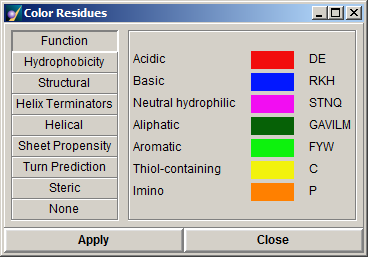 Color Residues
Function
Hydrophobicity
Structural
Helix Terminators
Helical
Sheet Propensity
Turn Prediction
Steric
None
Acidic DE
Basic RKH
Neutral hydrophilic STNQ
Aliphatic GAVILM
Aromatic FYW
Thiol-containing C
Imino P
Apply Close